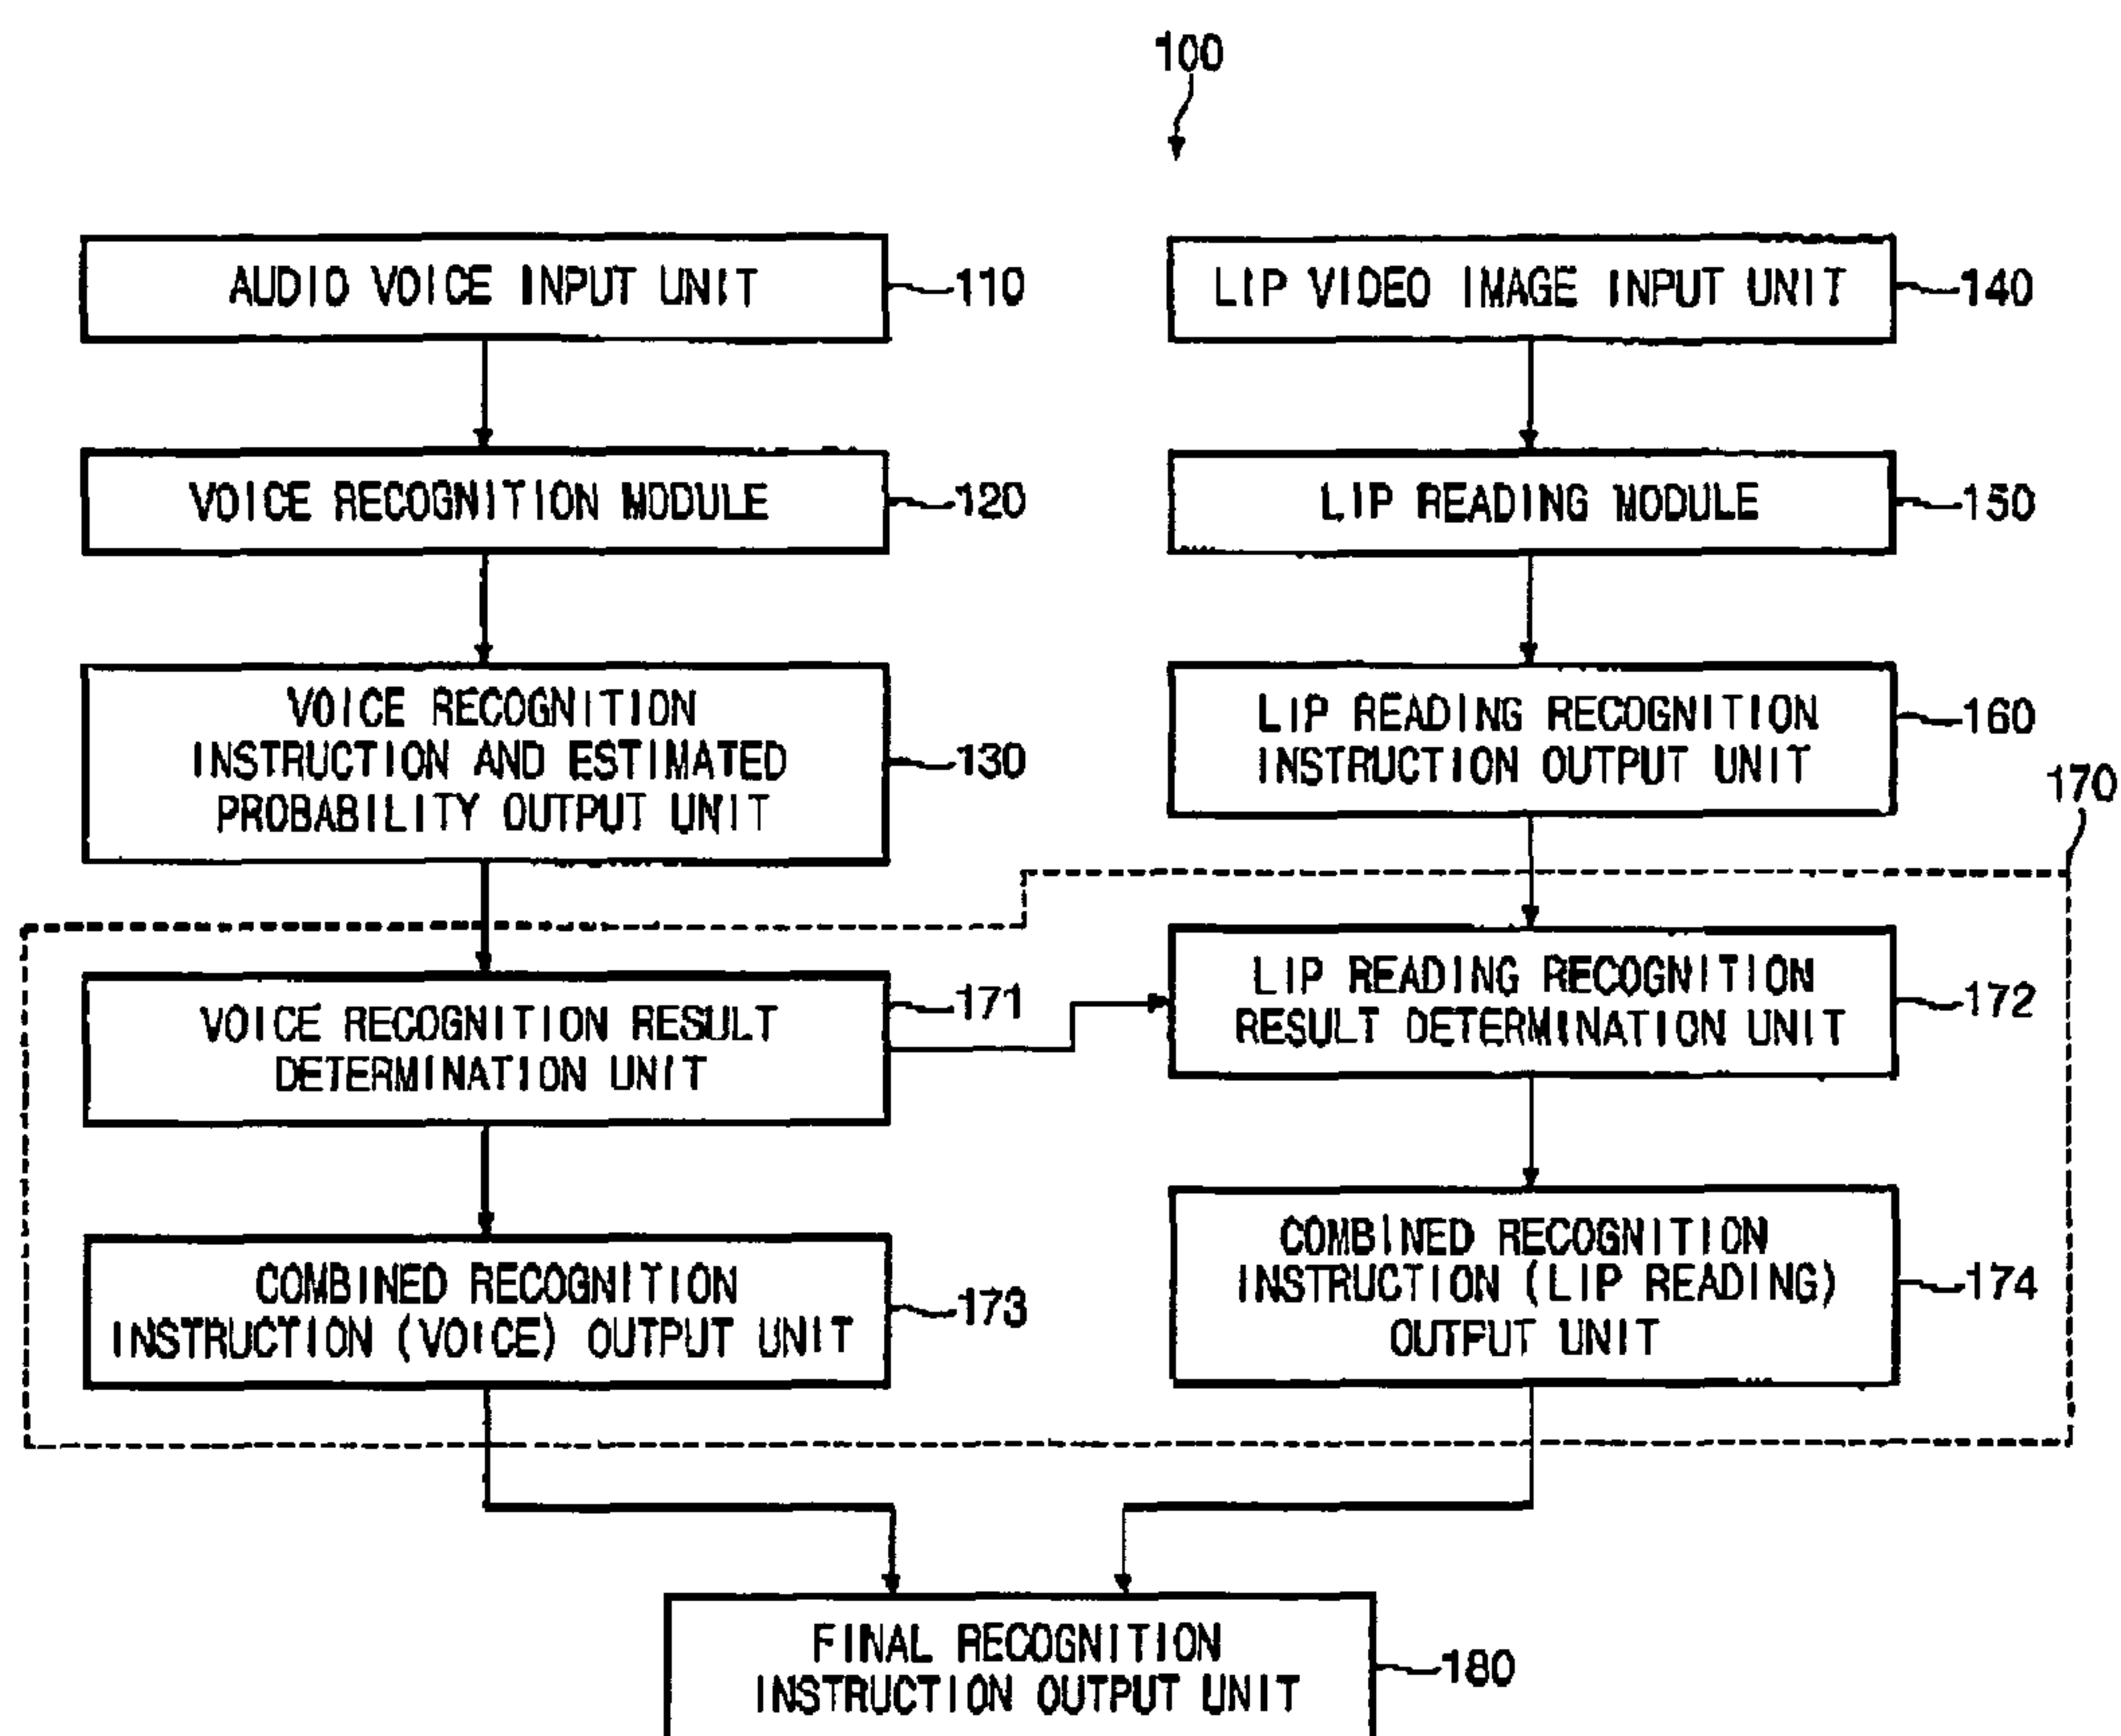 100
AUDIO VOICE INPUT UNIT
110
LIP VIDEO IMAGE INPUT UNIT
140
VOICE RECOGNITION MODULE
120
LIP READING MODULE
150
VOICE RECOGNITION
INSTRUCTION AND ESTIMATED
PROBABILITY OUTPUT UNIT
130
LIP READING RECOGNITION
INSTRUCTION OUTPUT UNIT
160
170
VOICE RECOGNITION RESULT
DETERMINATION UNIT
171
LIP READING RECOGNITION
RESULT DETERMINATION UNIT
172
COMBINED RECOGNITION
INSTRUCTION (VOICE) OUTPUT UNIT
173
COMBINED RECOGNITION
INSTRUCTION (LIP READING)
OUTPUT UNIT
174
FINAL RECOGNITION
INSTRUCTION OUTPUT UNIT
180